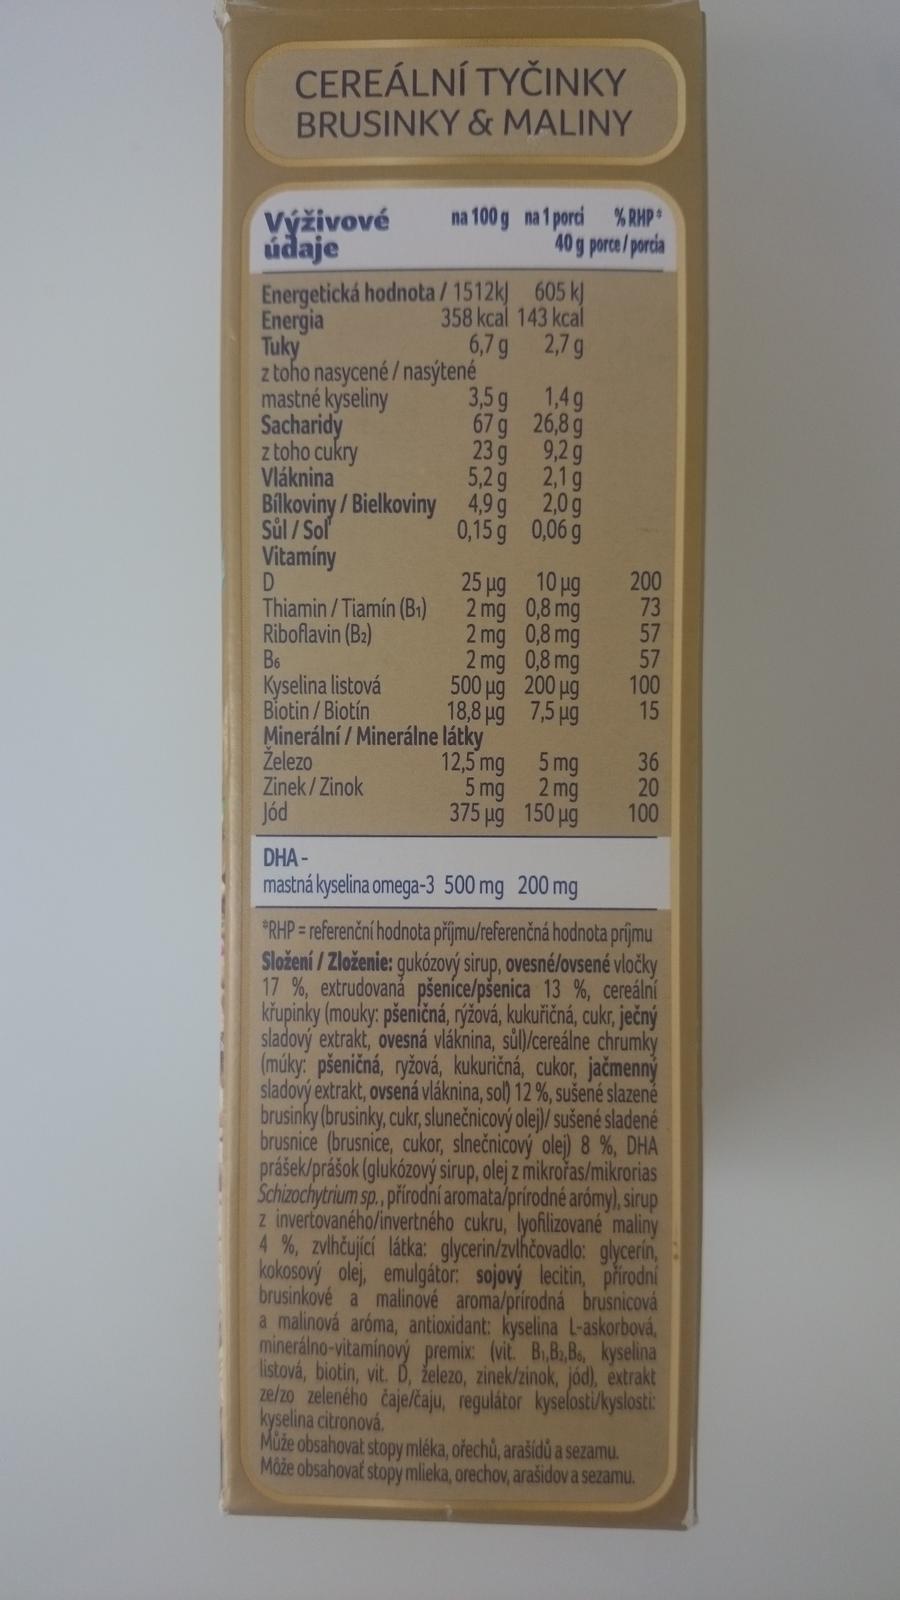 CEREÁLNÍ TYČINKY
BRUSINKY & MALINY
Výživové údaje na 100 g na 1 porci % RHP*
40 g porce / porcia
Energetická hodnota / 1512kJ 605 kJ
Energia 358 kcal 143 kcal
Tuky 6,7 g 2,7 g
z toho nasycené / nasýtené
mastné kyseliny 3,5 g 1,4 g
Sacharidy 67 g 26,8 g
z toho cukry 23 g 9,2 g
Vláknina 5,2 g 2,1 g
Bílkoviny / Bielkoviny 4,9 g 2,0 g
Sůl / Soľ 0,15 g 0,06 g
Vitamíny
D 25 µg 10 µg 200
Thiamin / Tiamín (B1) 2 mg 0,8 mg 73
Riboflavin (B2) 2 mg 0,8 mg 57
B6 2 mg 0,8 mg 57
Kyselina listová 500 µg 200 µg 100
Biotin / Biotín 18,8 µg 7,5 µg 15
Minerální / Minerálne látky
Železo 12,5 mg 5 mg 36
Zinek / Zinok 5 mg 2 mg 20
Jód 375 µg 150 µg 100
DHA -
mastná kyselina omega-3 500 mg 200 mg
*RHP = referenční hodnota příjmu/referenčná hodnota príjmu
Složení / Zloženie: gukózový sirup, ovesné/ovsené vločky
17 %, extrudovaná pšenice/pšenica 13 %, cereální
křupinky (mouky: pšeničná, rýžová, kukuřičná, cukr, ječný
sladový extrakt, ovesná vláknina, sůl)/cereálne chrumky
(múky: pšeničná, ryžová, kukuričná, cukor, jačmenný
sladový extrakt, ovsená vláknina, soľ) 12 %, sušené slazené
brusinky (brusinky, cukr, slunečnicový olej)/ sušené sladené
brusnice (brusnice, cukor, slnečnicový olej) 8 %, DHA
prášek/prášok (glukózový sirup, olej z mikrořas/mikrorias
Schizochytrium sp., přírodní aromata/prírodné arómy), sirup
z invertovaného/invertného cukru, lyofilizované maliny
4 %, zvlhčující látka: glycerin/zvlhčovadlo: glycerín,
kokosový olej, emulgátor: sojový lecitin, přírodní
brusinkové a malinové aroma/prírodná brusnicová
a malinová aróma, antioxidant: kyselina L-askorbová,
minerálno-vitamínový premix: (vit. B1,B2,B6, kyselina
listová, biotin, vit. D, železo, zinek/zinok, jód), extrakt
ze/zo zeleného čaje/čaju, regulátor kyselosti/kyslosti:
kyselina citronová.
Může obsahovat stopy mléka, ořechů, arašídů a sezamu.
Môže obsahovať stopy mlieka, orechov, arašidov a sezamu.